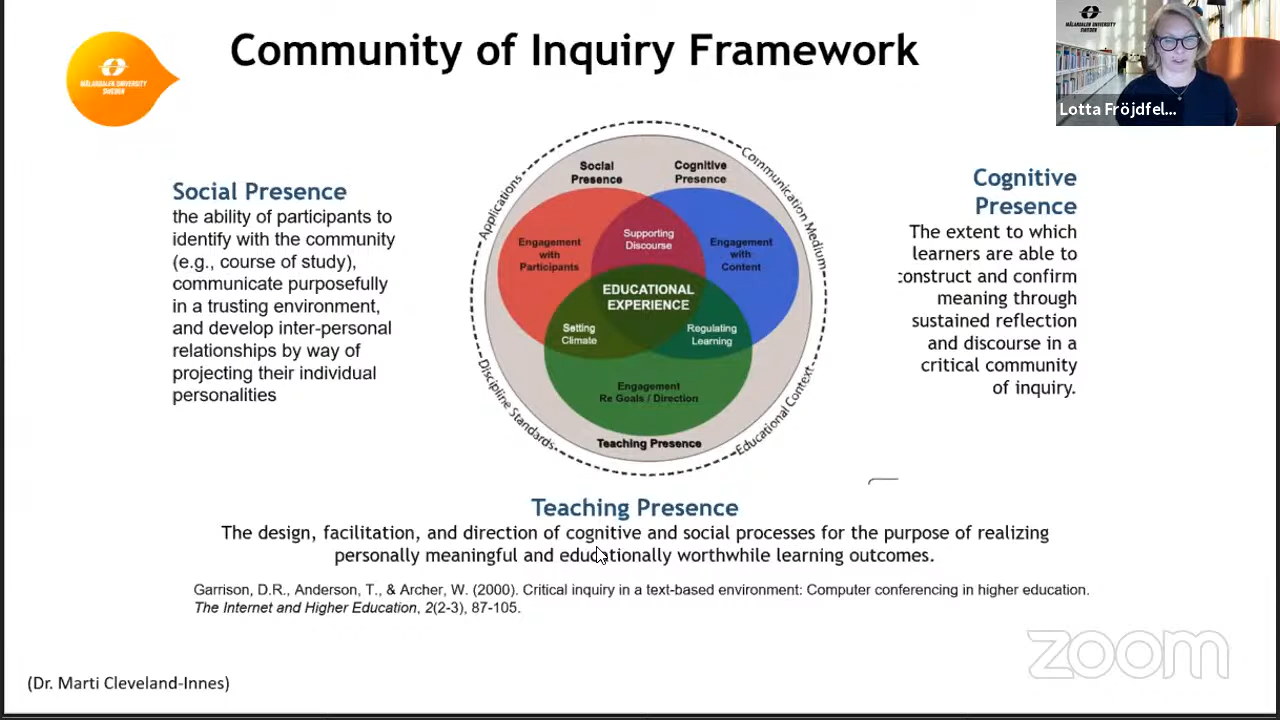 Community of Inquiry Framework
MÄLARDALEN UNIVERSITY
SWEDEN
MÄLARDALEN UNIVERSITY
SWEDEN
Lotta Fröjdfel...
Social Presence
the ability of participants to
identify with the community
(e.g., course of study),
communicate purposefully
in a trusting environment,
and develop inter-personal
relationships by way of
projecting their individual
personalities
Social
Presence
Cognitive
Presence
Applications
Communication Medium
Supporting
Discourse
Engagement
with
Participants
Engagement
with
Content
EDUCATIONAL
EXPERIENCE
Setting
Climate
Regulating
Learning
Engagement
Re Goals / Direction
Teaching Presence
Discipline Standards
Educational Context
Cognitive
Presence
The extent to which
learners are able to
construct and confirm
meaning through
sustained reflection
and discourse in a
critical community
of inquiry.
Teaching Presence
The design, facilitation, and direction of cognitive and social processes for the purpose of realizing
personally meaningful and educationally worthwhile learning outcomes.
Garrison, D.R., Anderson, T., & Archer, W. (2000). Critical inquiry in a text-based environment: Computer conferencing in higher education.
The Internet and Higher Education, 2(2-3), 87-105.
zoom
(Dr. Marti Cleveland-Innes)